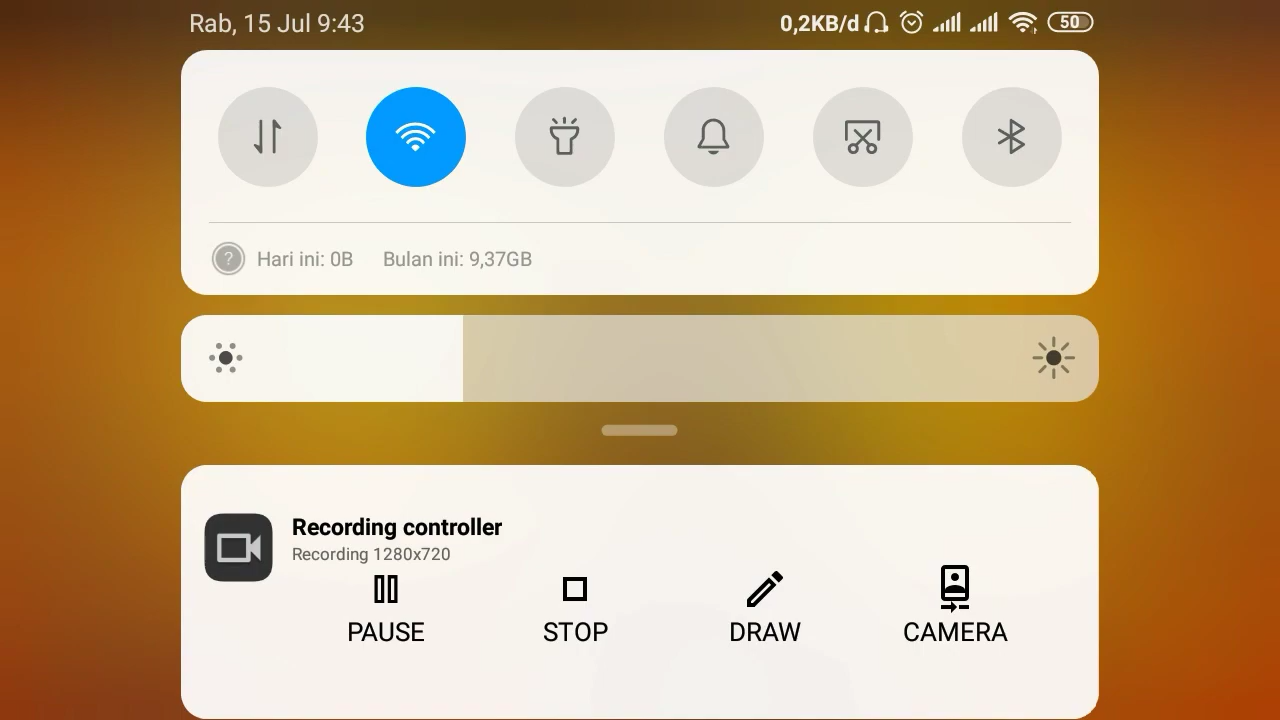 Rab, 15 Jul 9:43
0,2KB/d
50
?
Hari ini: 0B
Bulan ini: 9,37GB
Recording controller
Recording 1280x720
PAUSE
STOP
DRAW
CAMERA